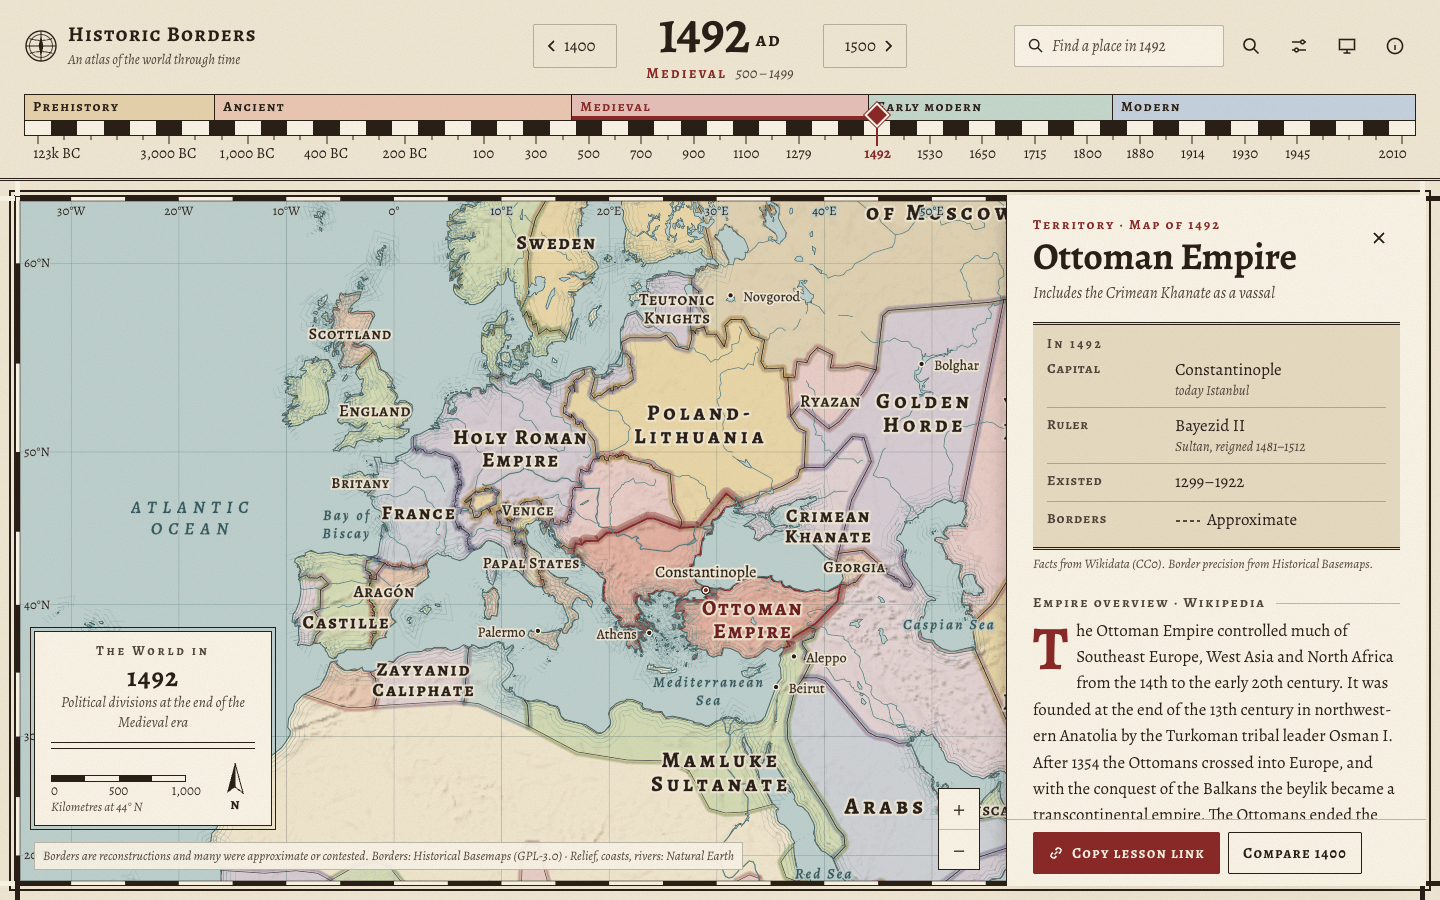 Historic Borders
An atlas of the world through time
1400
1492 AD
Medieval 500–1499
1500
Find a place in 1492
Prehistory
Ancient
Medieval
Early modern
Modern
123k BC
3,000 BC
1,000 BC
400 BC
200 BC
100
300
500
700
900
1100
1279
1492
1530
1650
1715
1800
1880
1914
1930
1945
2010
30°W
20°W
10°W
0°
10°E
20°E
30°E
40°E
50°E
60°N
50°N
40°N
of Moscow
Sweden
Teutonic
Knights
Novgorod
Scotland
Bolghar
England
Ryazan
Golden
Horde
Poland-
Lithuania
Holy Roman
Empire
Britany
Atlantic
Ocean
Bay of
Biscay
France
Venice
Crimean
Khanate
Papal States
Constantinople
Georgia
Aragón
Castille
Ottoman
Empire
Caspian Sea
Palermo
Athens
Aleppo
Zayyanid
Caliphate
Mediterranean
Sea
Beirut
Mamluke
Sultanate
Arabs
Red Sea
The World in
1492
Political divisions at the end of the
Medieval era
0 500 1,000
Kilometres at 44° N
N
Borders are reconstructions and many were approximate or contested. Borders: Historical Basemaps (GPL-3.0) · Relief, coasts, rivers: Natural Earth
+
−
Territory · Map of 1492
Ottoman Empire
Includes the Crimean Khanate as a vassal
In 1492
Capital Constantinople
today Istanbul
Ruler Bayezid II
Sultan, reigned 1481–1512
Existed 1299–1922
Borders Approximate
Facts from Wikidata (CC0). Border precision from Historical Basemaps.
Empire overview · Wikipedia
The Ottoman Empire controlled much of
Southeast Europe, West Asia and North Africa
from the 14th to the early 20th century. It was
founded at the end of the 13th century in northwest-
ern Anatolia by the Turkoman tribal leader Osman I.
After 1354 the Ottomans crossed into Europe, and
with the conquest of the Balkans the beylik became a
transcontinental empire. The Ottomans ended the
Copy lesson link
Compare 1400